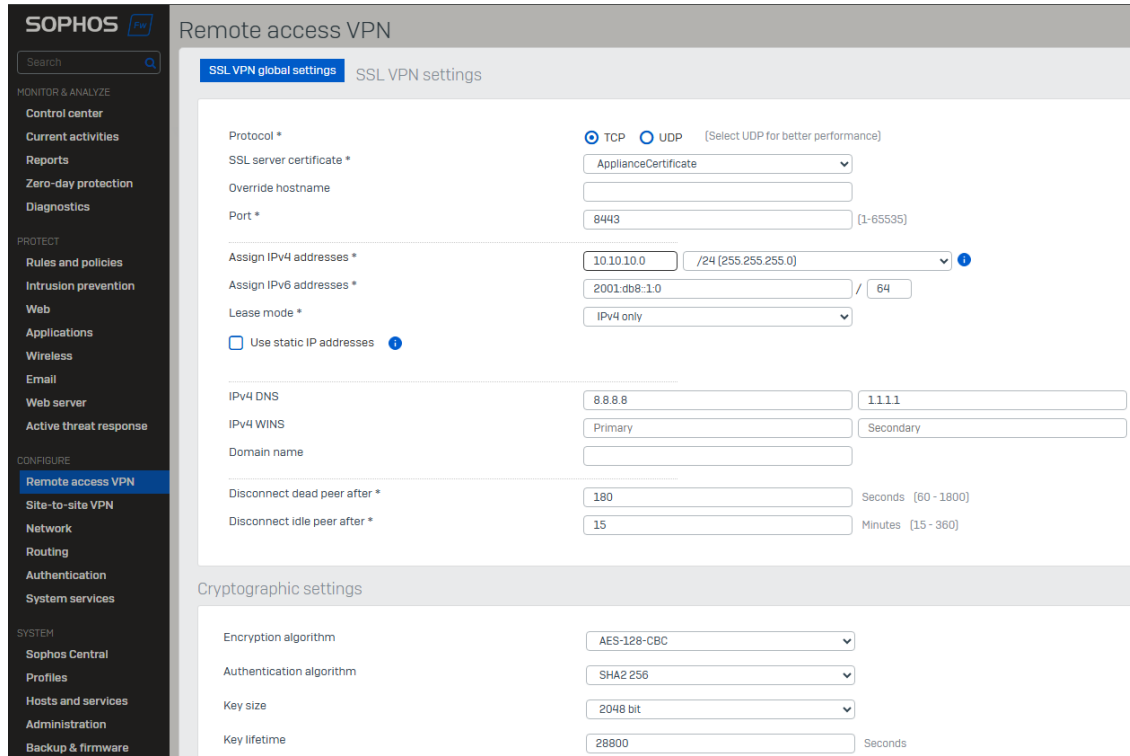 SOPHOS Fw
Remote access VPN
Search
SSL VPN global settings SSL VPN settings
MONITOR & ANALYZE
Control center
Current activities
Reports
Zero-day protection
Diagnostics
PROTECT
Rules and policies
Intrusion prevention
Web
Applications
Wireless
Email
Web server
Active threat response
CONFIGURE
Remote access VPN
Site-to-site VPN
Network
Routing
Authentication
System services
SYSTEM
Sophos Central
Profiles
Hosts and services
Administration
Backup & firmware
Protocol * TCP UDP (Select UDP for better performance)
SSL server certificate * ApplianceCertificate
Override hostname
Port * 8443 (1-65535)
Assign IPv4 addresses * 10.10.10.0 /24 (255.255.255.0)
Assign IPv6 addresses * 2001:db8::1:0 / 64
Lease mode * IPv4 only
Use static IP addresses
IPv4 DNS 8.8.8.8 1.1.1.1
IPv4 WINS Primary Secondary
Domain name
Disconnect dead peer after * 180 Seconds (60 - 1800)
Disconnect idle peer after * 15 Minutes (15 - 360)
Cryptographic settings
Encryption algorithm AES-128-CBC
Authentication algorithm SHA2 256
Key size 2048 bit
Key lifetime 28800 Seconds